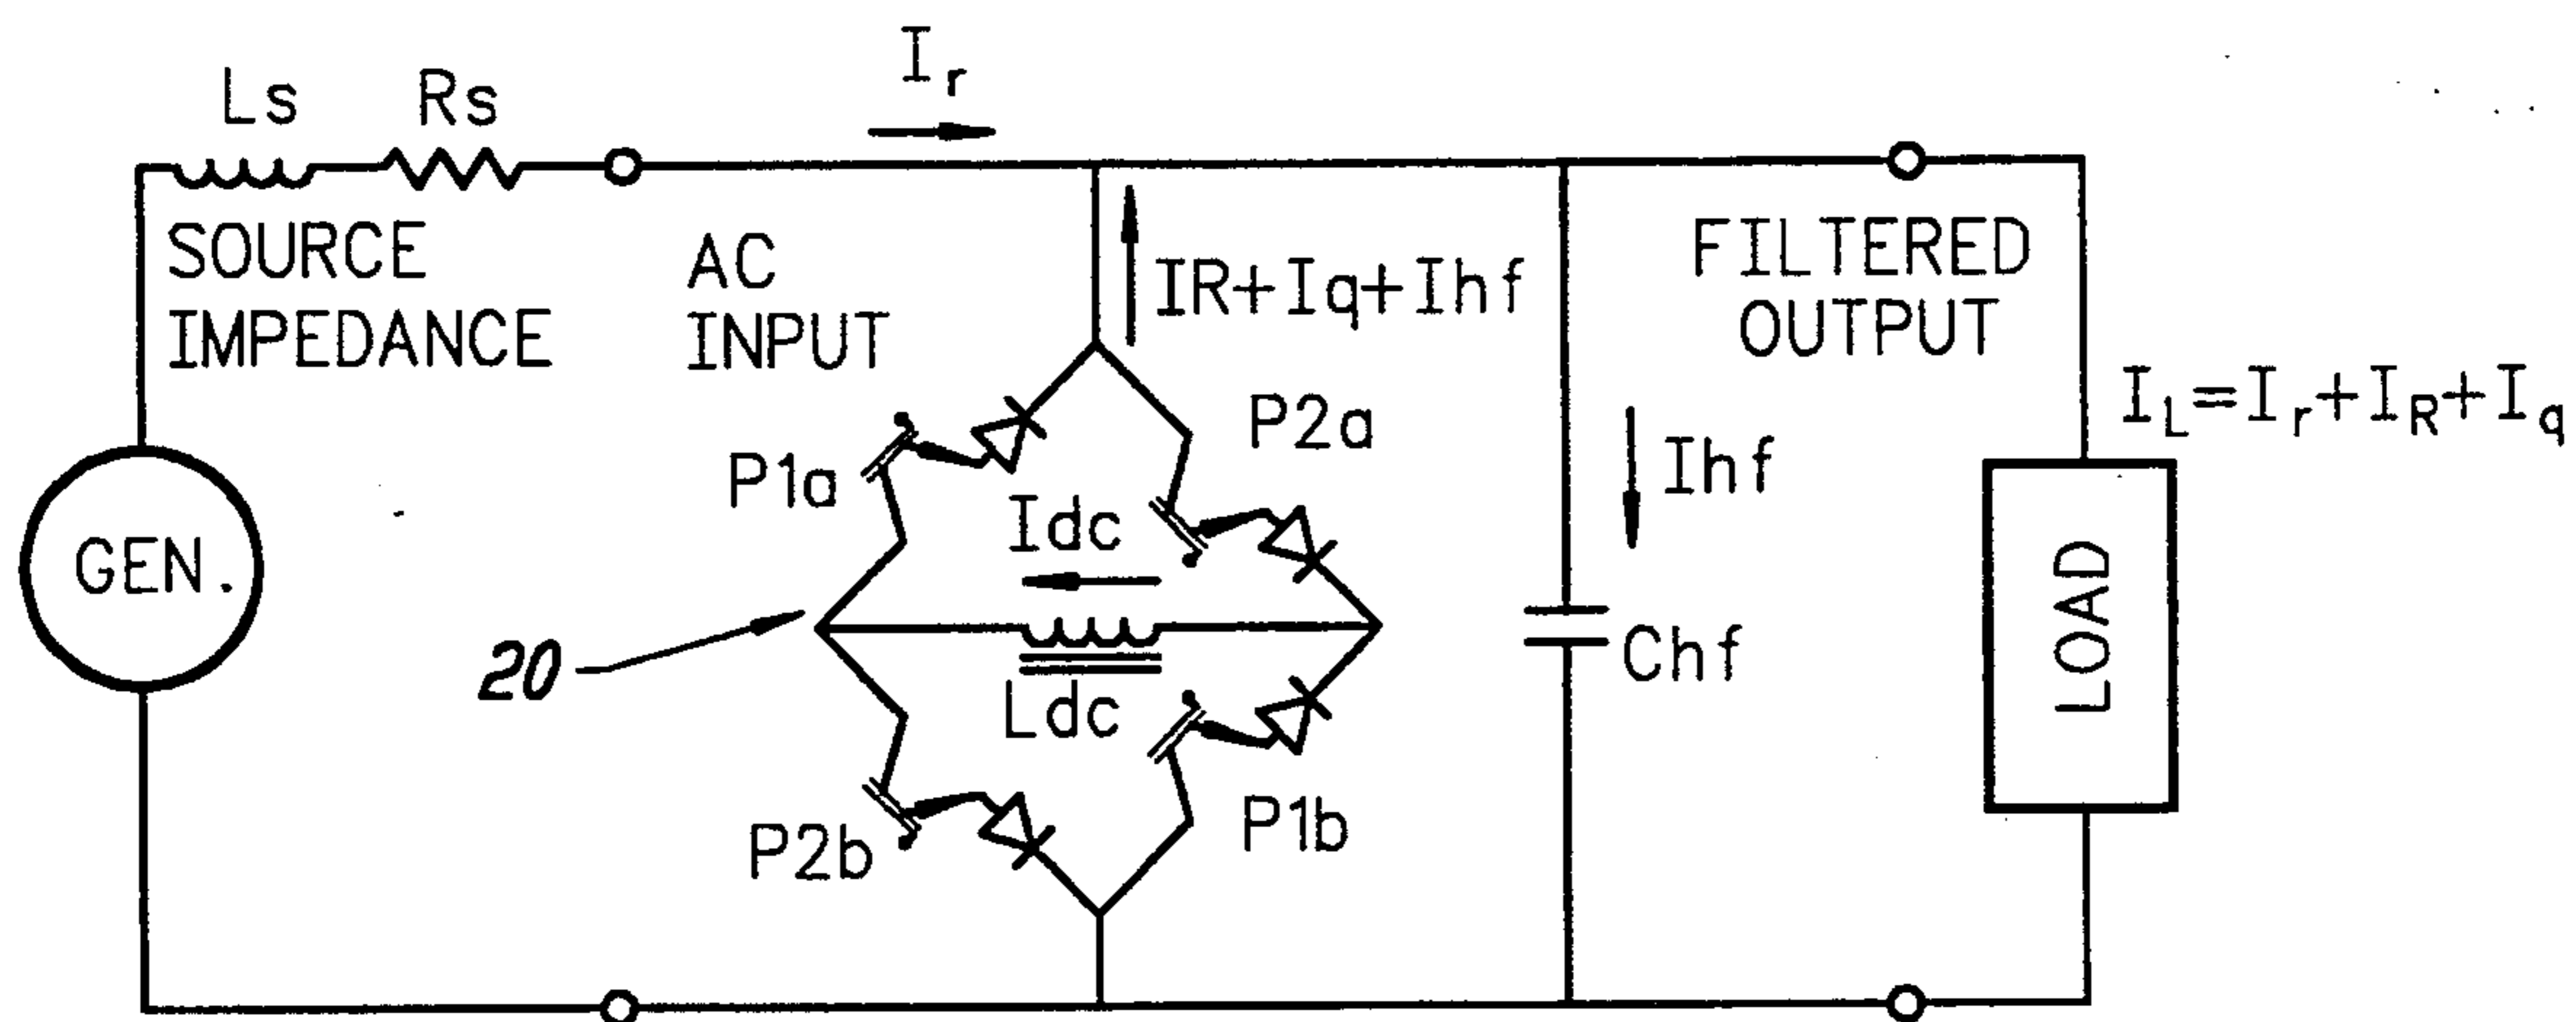 Ls
Rs
Ir
SOURCE
IMPEDANCE
AC
INPUT
IR+Iq+Ihf
FILTERED
OUTPUT
IL=Ir+IR+Iq
P1a
P2a
Idc
Ihf
GEN.
20
Ldc
Chf
LOAD
P2b
P1b